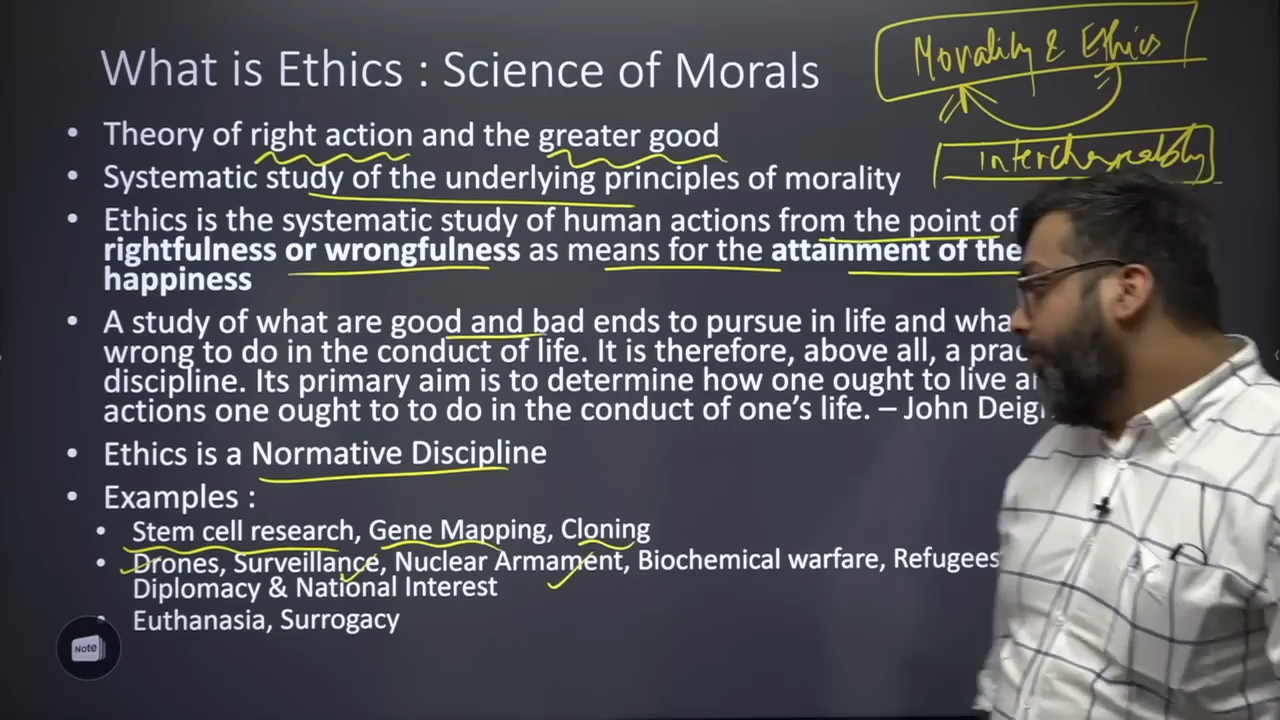 What is Ethics : Science of Morals
Morality & Ethics
interchangeably
• Theory of right action and the greater good
• Systematic study of the underlying principles of morality
• Ethics is the systematic study of human actions from the point of
rightfulness or wrongfulness as means for the attainment of the
happiness
• A study of what are good and bad ends to pursue in life and
wrong to do in the conduct of life. It is therefore, above all, a
discipline. Its primary aim is to determine how one ought to live
actions one ought to to do in the conduct of one's life. – John
• Ethics is a Normative Discipline
• Examples :
• Stem cell research, Gene Mapping, Cloning
• Drones, Surveillance, Nuclear Armament, Biochemical warfare, Refugees
Diplomacy & National Interest
• Euthanasia, Surrogacy
Note